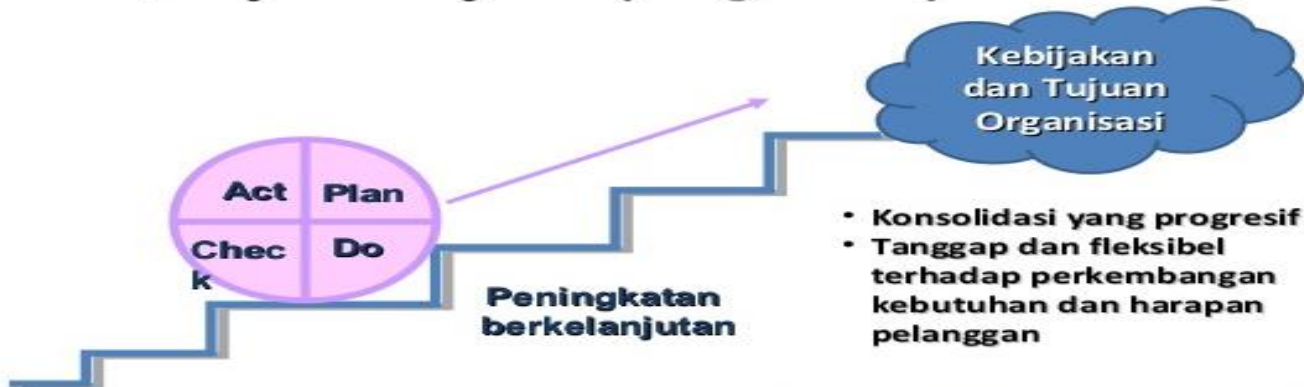 Kebijakan
dan Tujuan
Organisasi
Act
Plan
Chec
k
Do
Peningkatan
berkelanjutan
• Konsolidasi yang progresif
• Tanggap dan fleksibel
terhadap perkembangan
kebutuhan dan harapan
pelanggan